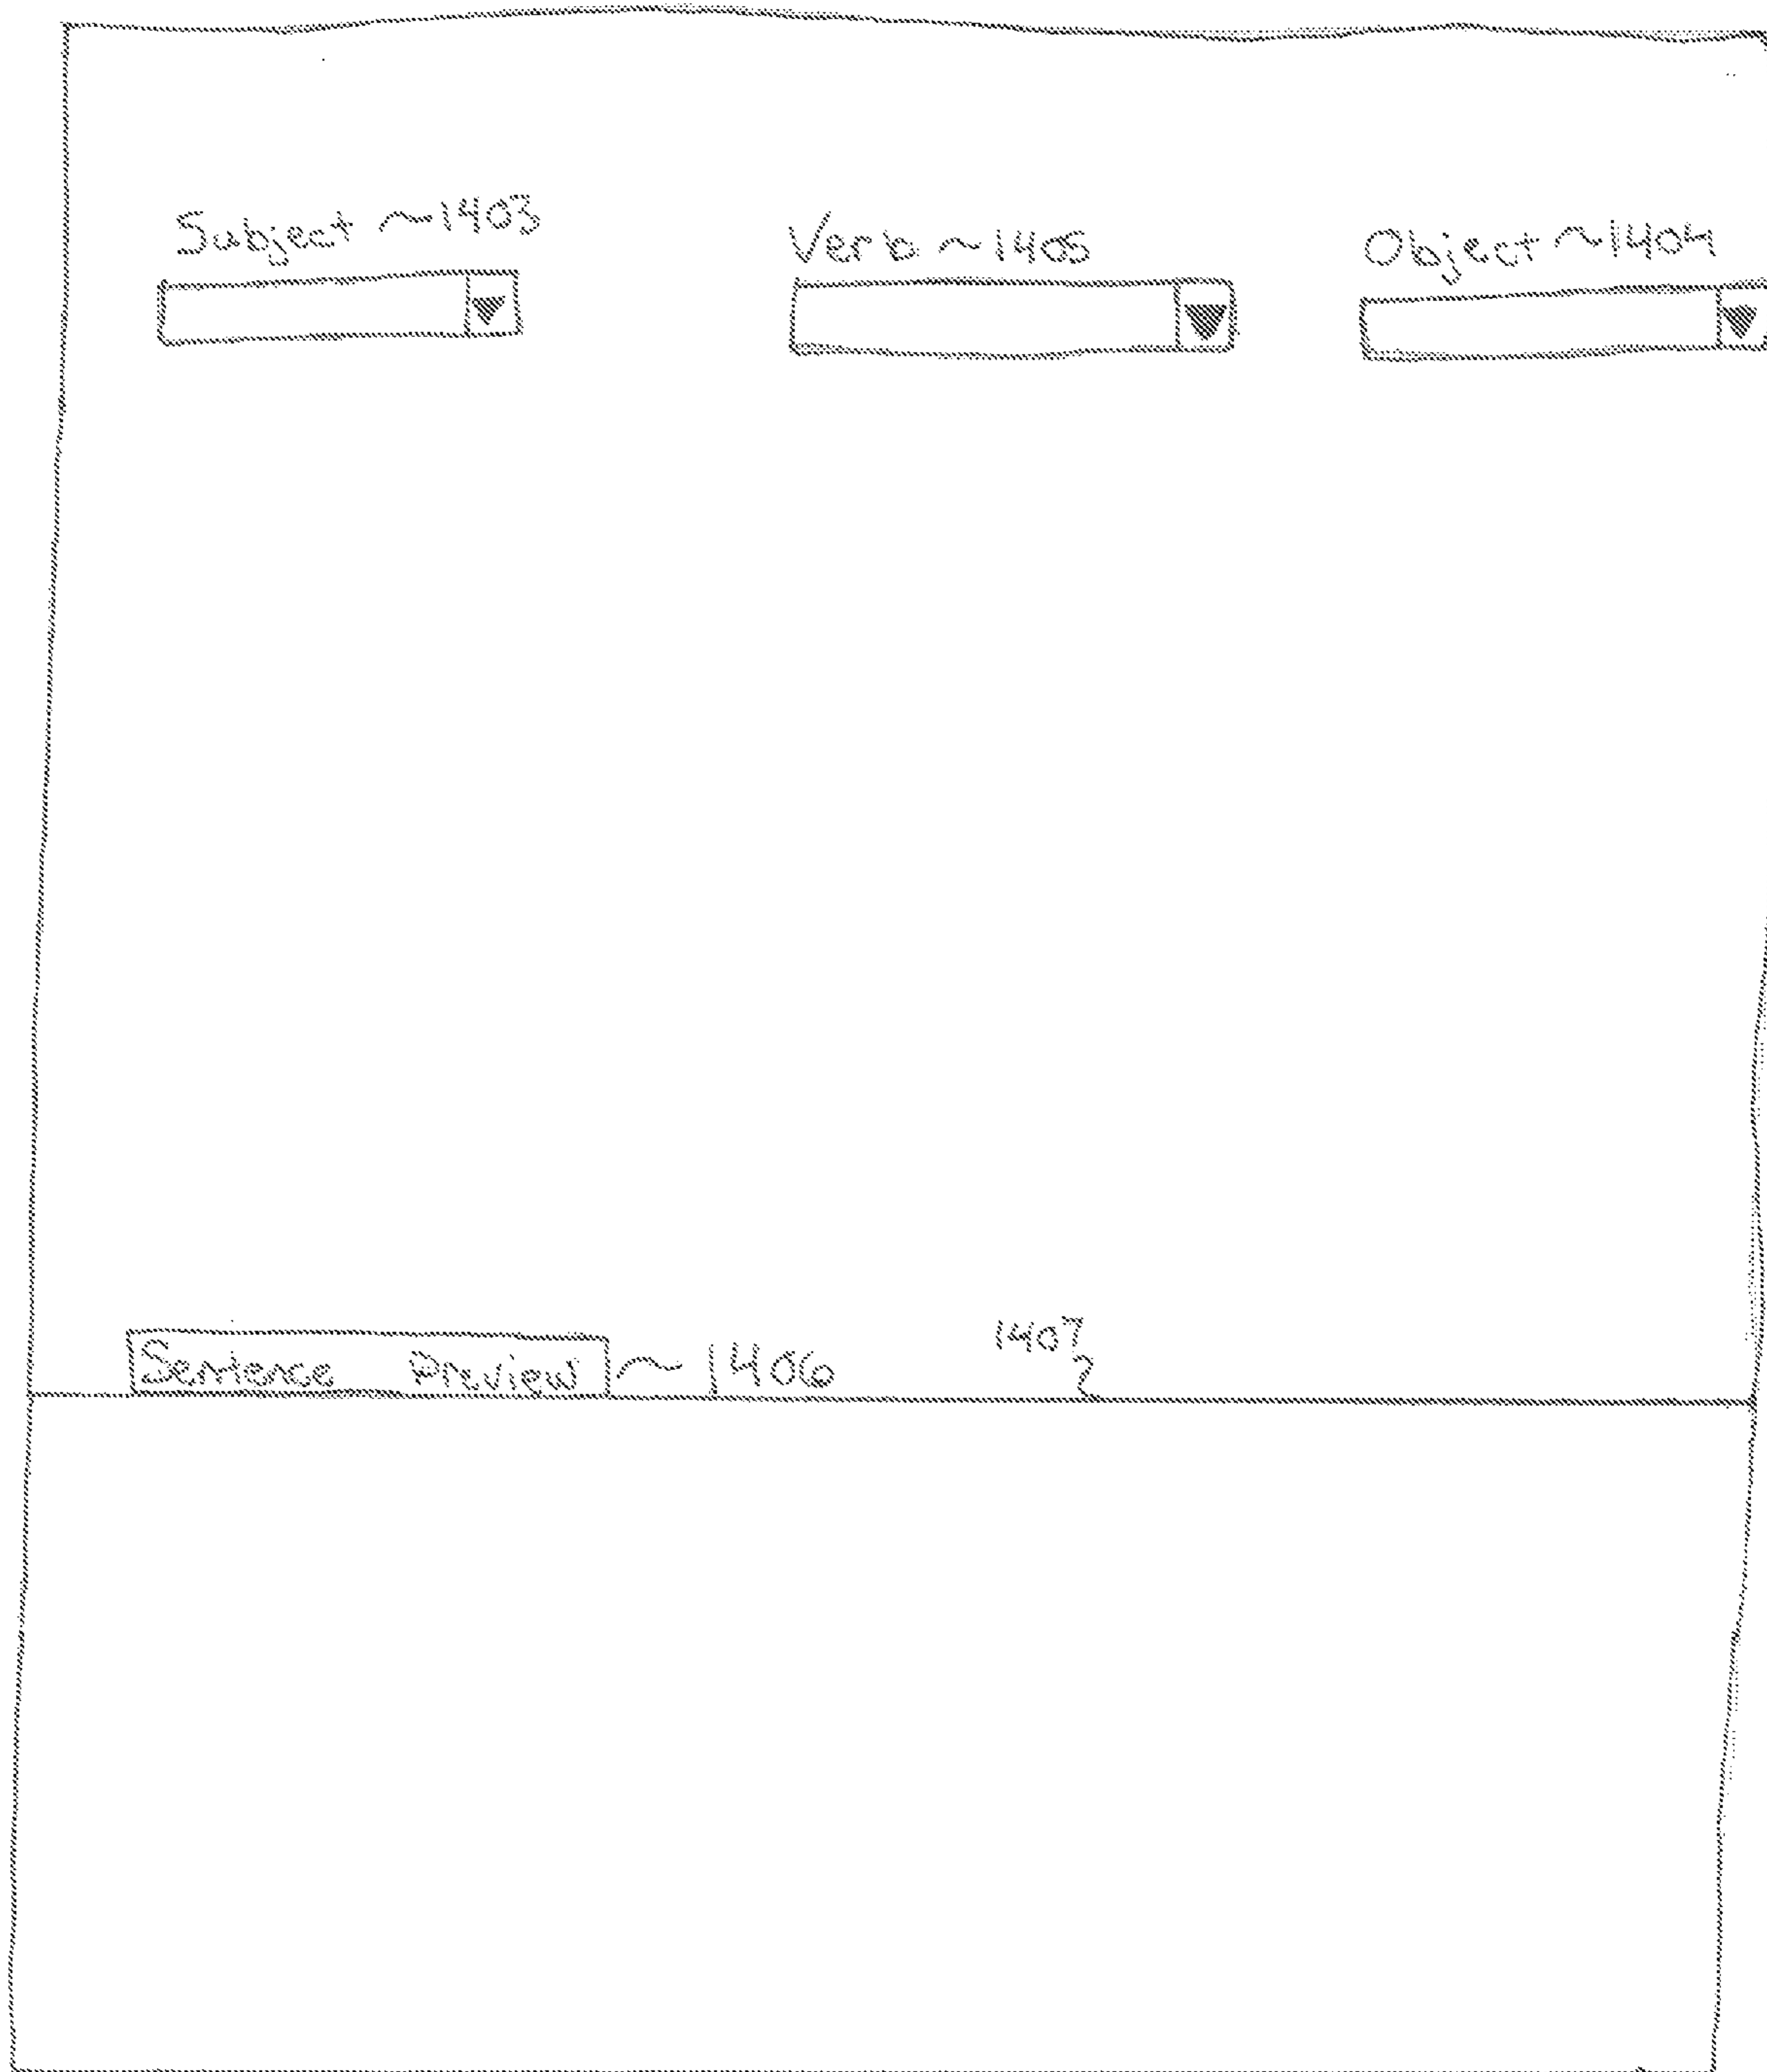 Subject ~1403
Verb ~1405
Object ~1404
Sentence Preview ~1406
1407